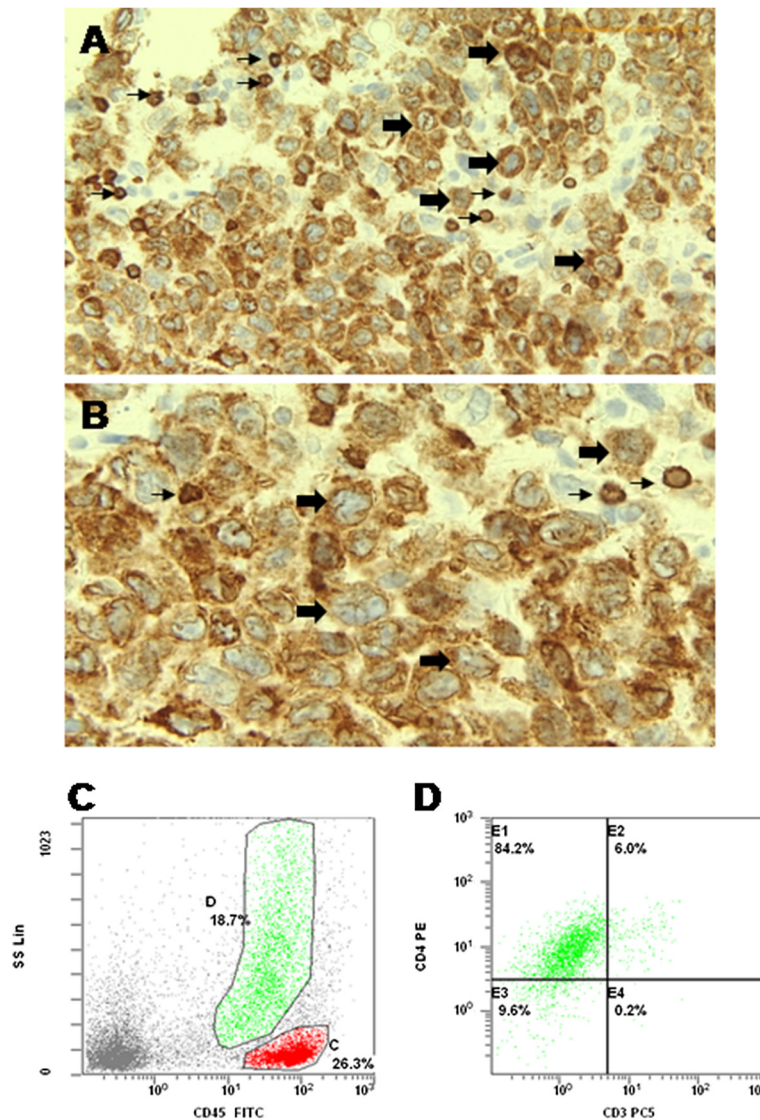 A
B
C
1023
D
18.7%
C
26.3%
SS Lin
0
10⁰ 10¹ 10² 10³
CD45 FITC
D
10³
E1
84.2%
E2
6.0%
10²
CD4 PE
10¹
E3
9.6%
E4
0.2%
10⁰
10⁰ 10¹ 10²
CD3 PC5